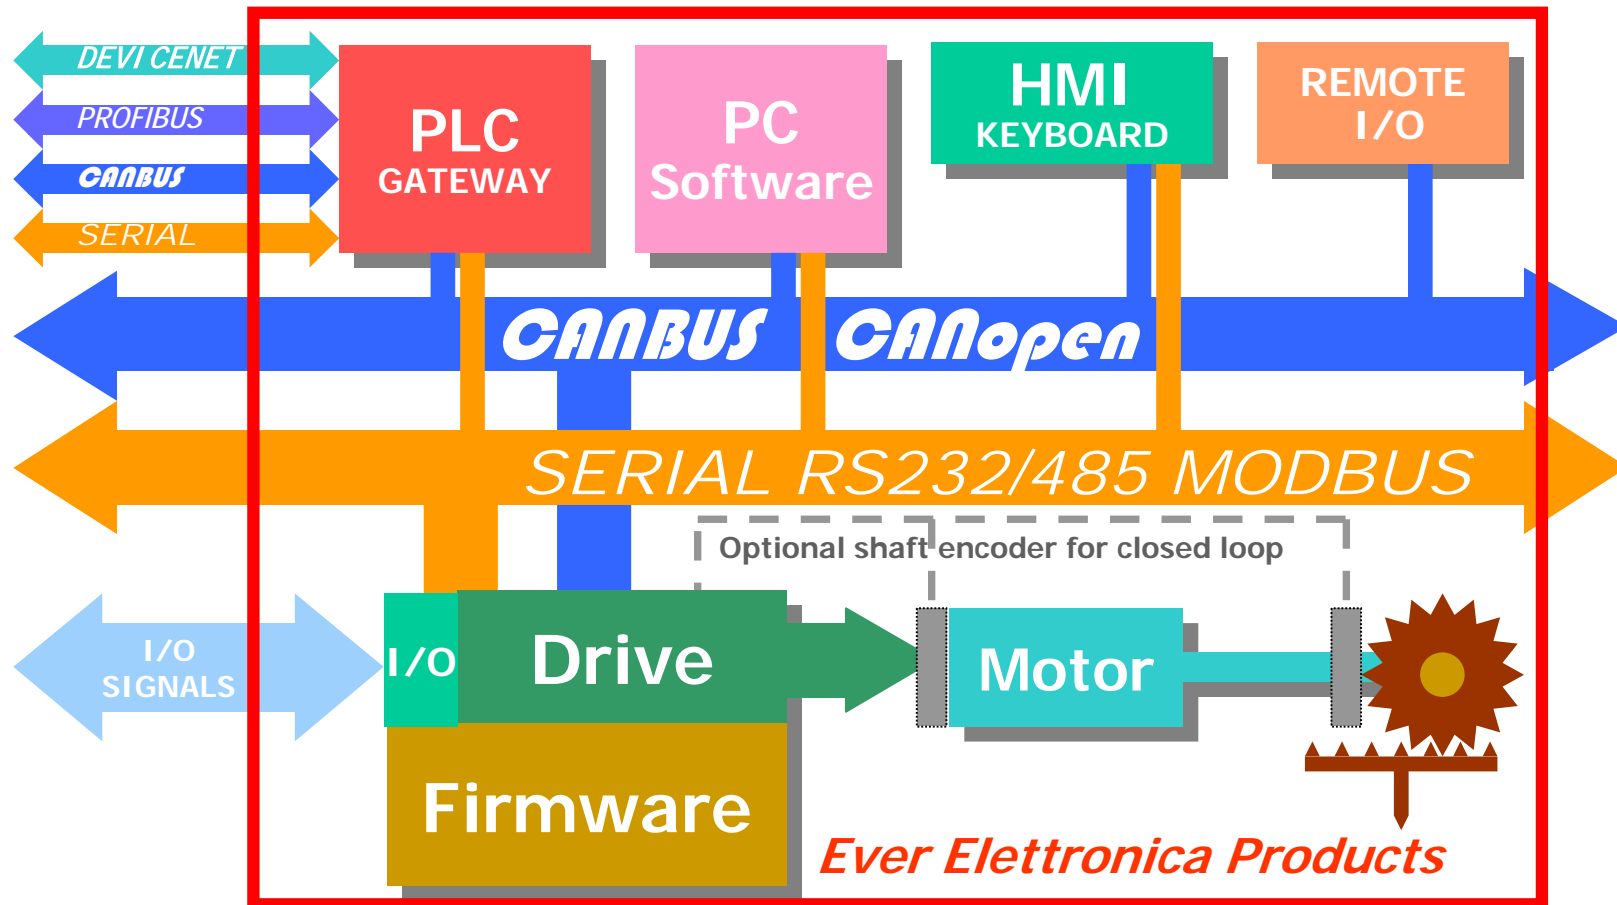 DEVI CENET
PROFIBUS
CANBUS
SERIAL
PLC
GATEWAY
PC
Software
HMI
KEYBOARD
REMOTE
I/O
CANBUS CANopen
SERIAL RS232/485 MODBUS
Optional shaft encoder for closed loop
I/O
SIGNALS
I/O
Drive
Motor
Firmware
Ever Elettronica Products